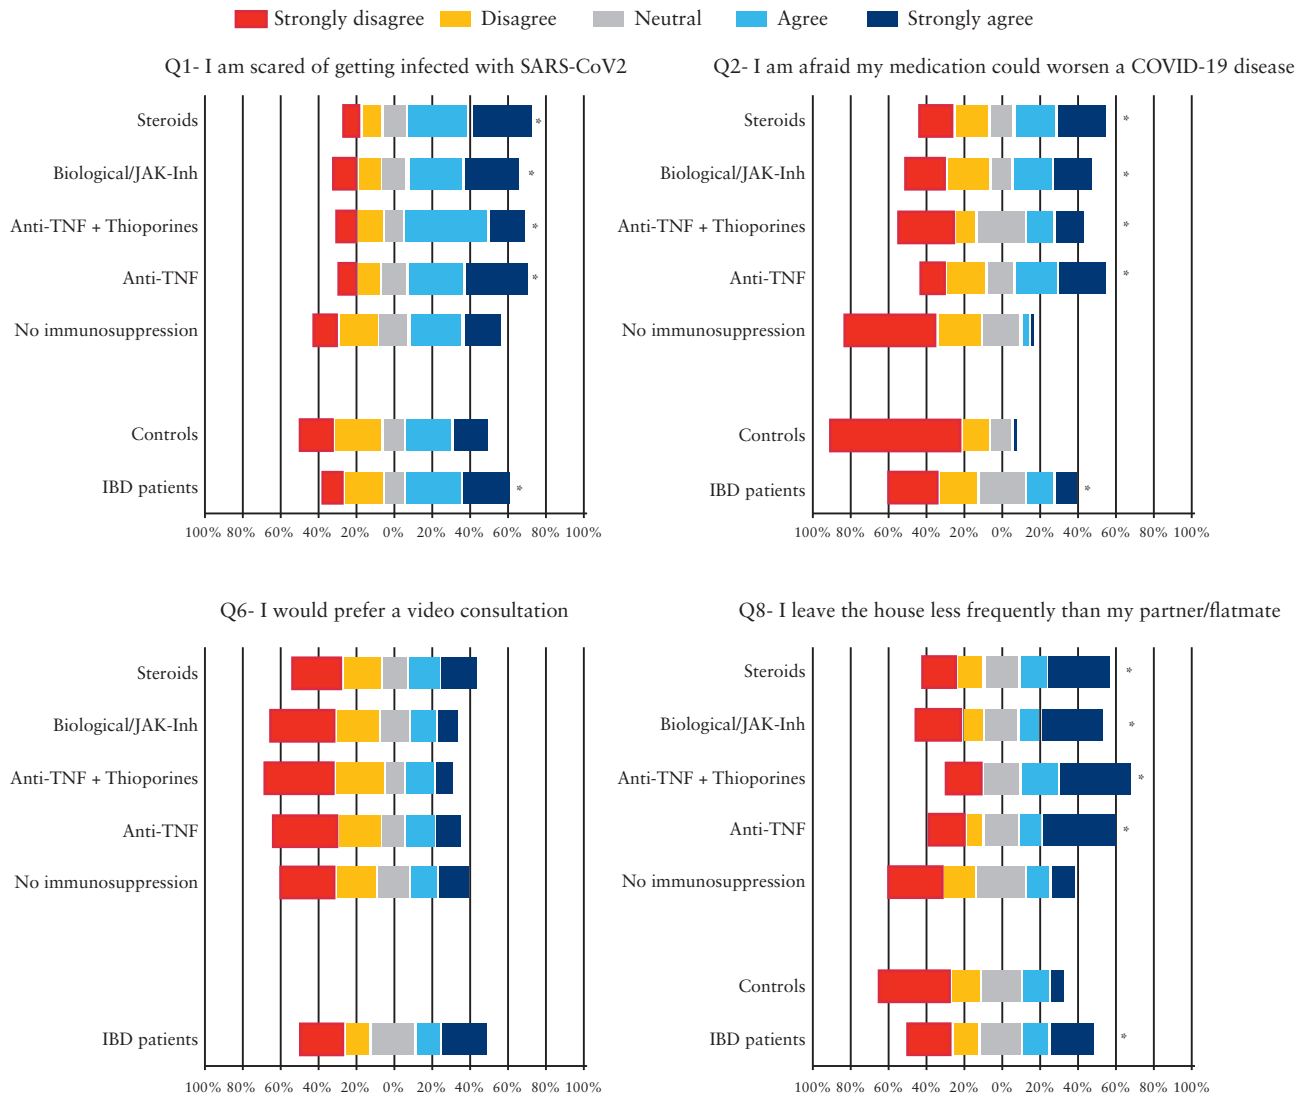 Strongly disagree Disagree Neutral Agree Strongly agree
Q1- I am scared of getting infected with SARS-CoV2
Steroids *
Biological/JAK-Inh *
Anti-TNF + Thioporines *
Anti-TNF *
No immunosuppression
Controls
IBD patients *
100% 80% 60% 40% 20% 0% 20% 40% 60% 80% 100%
Q2- I am afraid my medication could worsen a COVID-19 disease
Steroids *
Biological/JAK-Inh *
Anti-TNF + Thioporines *
Anti-TNF *
No immunosuppression
Controls
IBD patients *
100% 80% 60% 40% 20% 0% 20% 40% 60% 80% 100%
Q6- I would prefer a video consultation
Steroids
Biological/JAK-Inh
Anti-TNF + Thioporines
Anti-TNF
No immunosuppression
IBD patients
100% 80% 60% 40% 20% 0% 20% 40% 60% 80% 100%
Q8- I leave the house less frequently than my partner/flatmate
Steroids *
Biological/JAK-Inh *
Anti-TNF + Thioporines *
Anti-TNF *
No immunosuppression
Controls
IBD patients *
100% 80% 60% 40% 20% 0% 20% 40% 60% 80% 100%